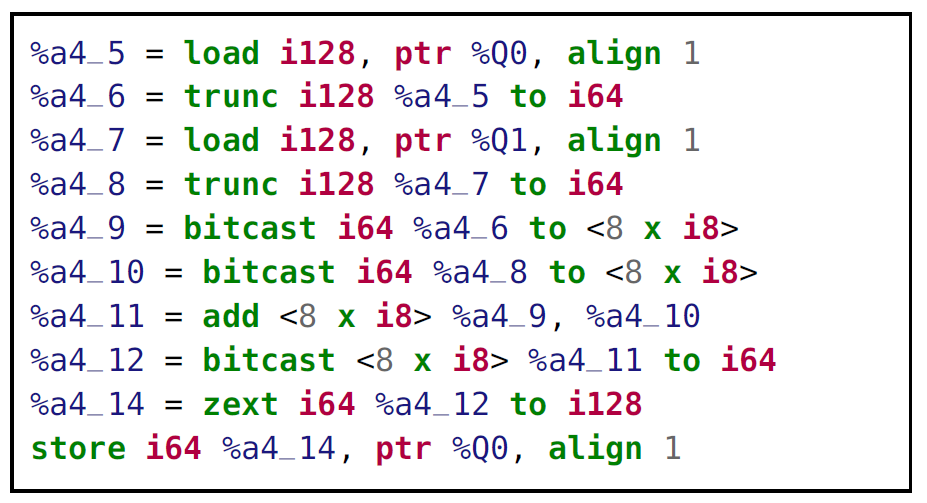 %a4_5 = load i128, ptr %Q0, align 1
%a4_6 = trunc i128 %a4_5 to i64
%a4_7 = load i128, ptr %Q1, align 1
%a4_8 = trunc i128 %a4_7 to i64
%a4_9 = bitcast i64 %a4_6 to <8 x i8>
%a4_10 = bitcast i64 %a4_8 to <8 x i8>
%a4_11 = add <8 x i8> %a4_9, %a4_10
%a4_12 = bitcast <8 x i8> %a4_11 to i64
%a4_14 = zext i64 %a4_12 to i128
store i64 %a4_14, ptr %Q0, align 1